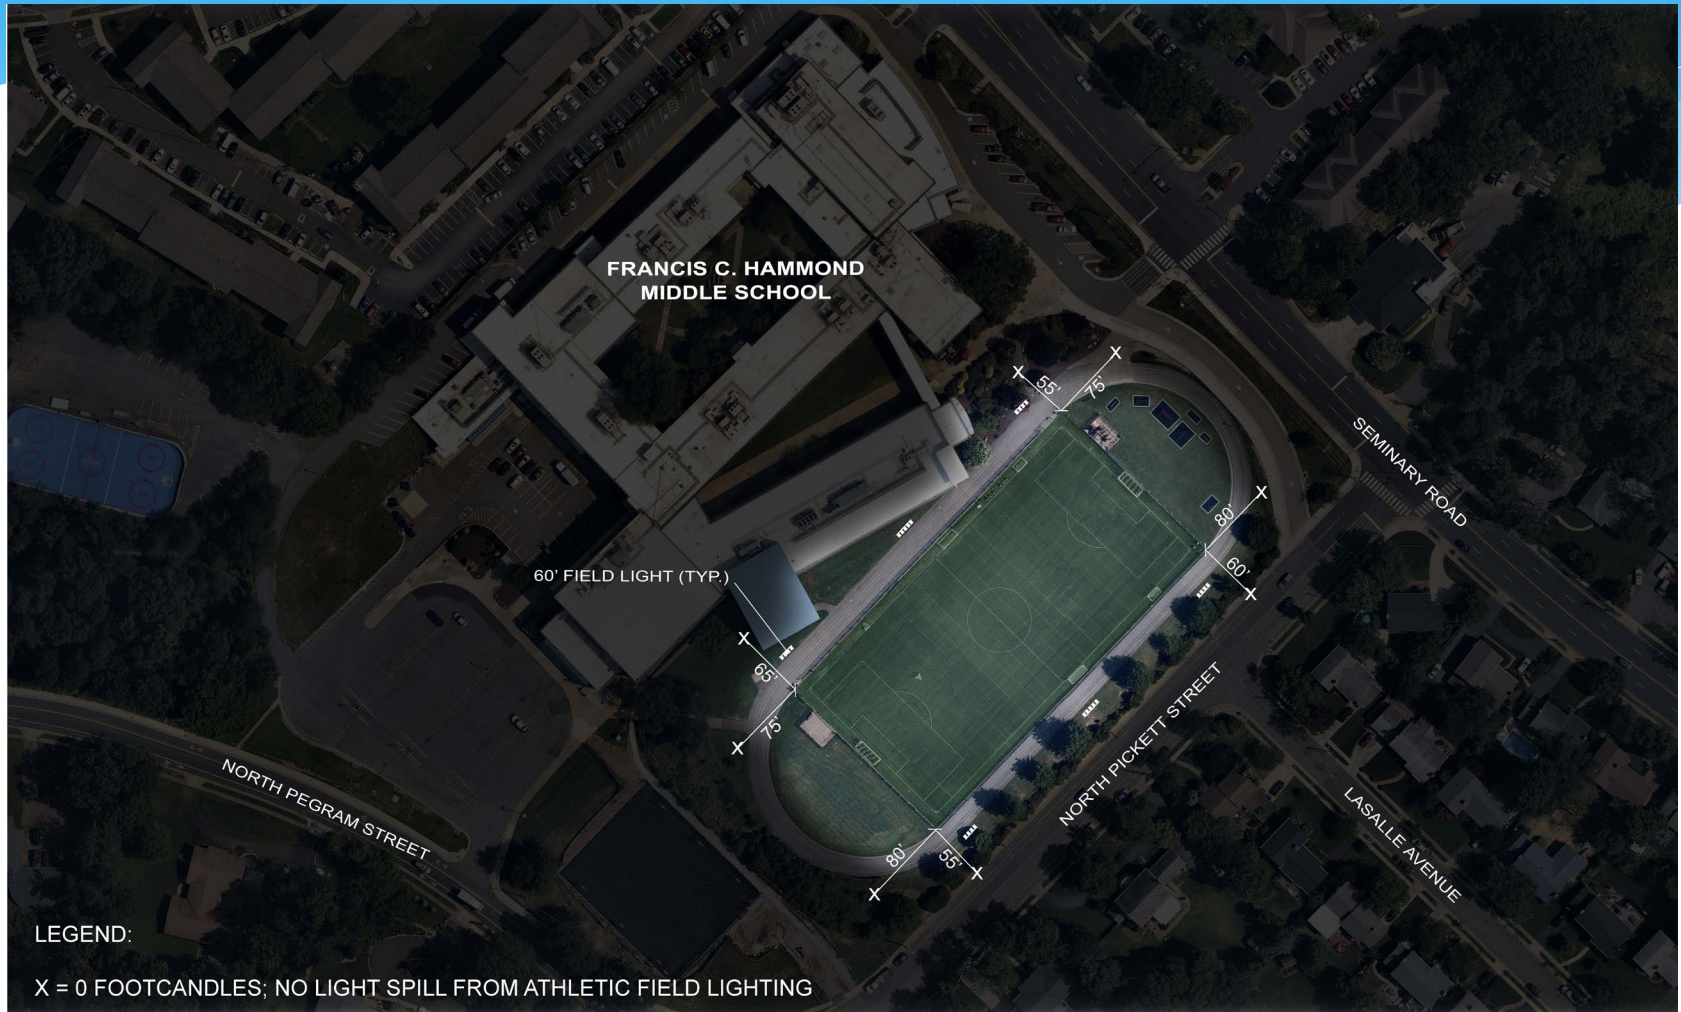 FRANCIS C. HAMMOND
MIDDLE SCHOOL
X
X
55'
75'
SEMINARY ROAD
X
80'
60'
X
60' FIELD LIGHT (TYP.)
X
65'
75'
X
NORTH PICKETT STREET
NORTH PEGRAM STREET
LASALLE AVENUE
80'
55'
X
X
LEGEND:
X = 0 FOOTCANDLES; NO LIGHT SPILL FROM ATHLETIC FIELD LIGHTING